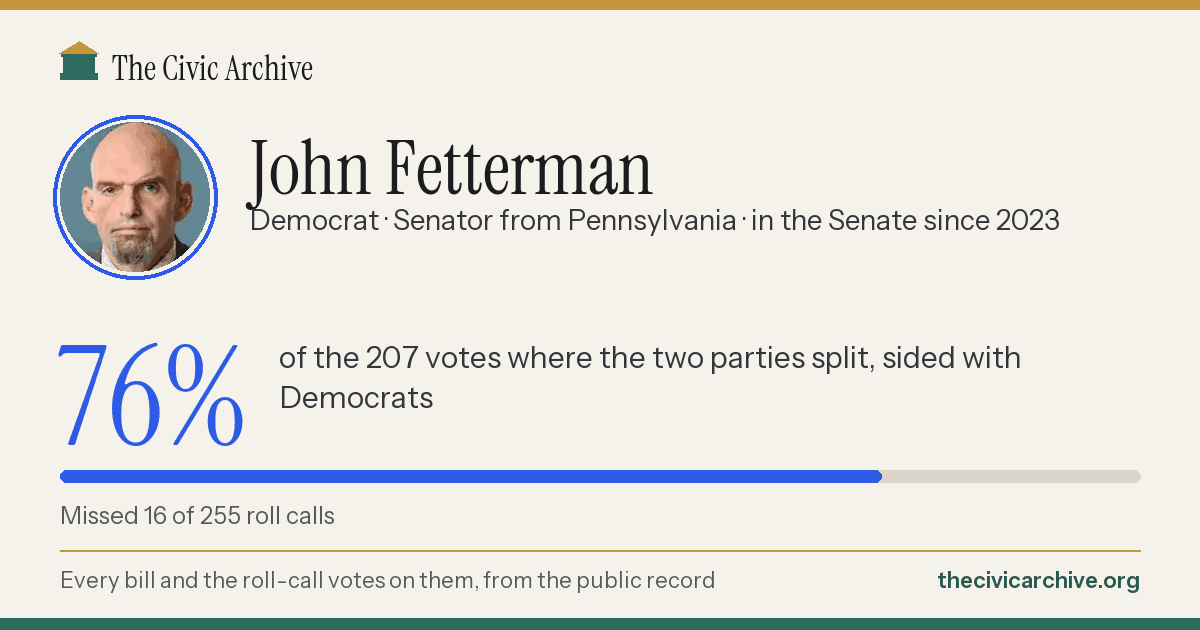 The Civic Archive
John Fetterman
Democrat · Senator from Pennsylvania · in the Senate since 2023
76%
of the 207 votes where the two parties split, sided with
Democrats
Missed 16 of 255 roll calls
Every bill and the roll-call votes on them, from the public record
thecivicarchive.org